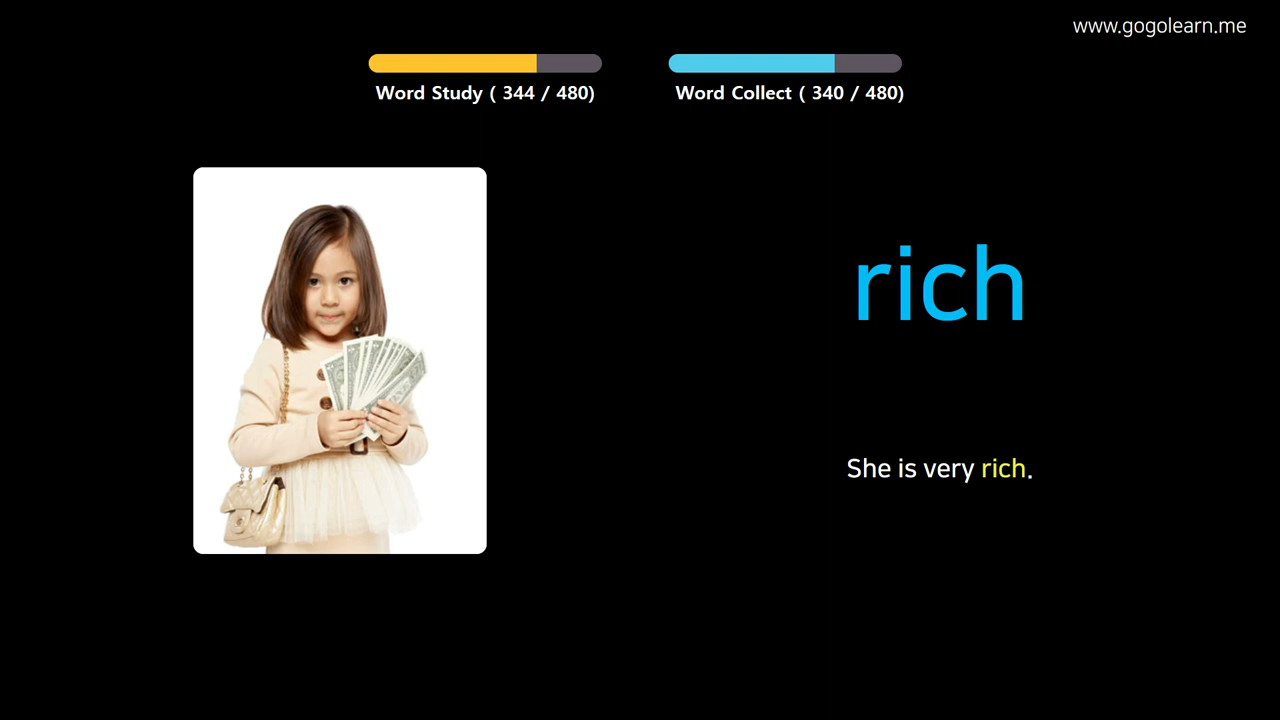 www.gogolearn.me
Word Study ( 344 / 480)
Word Collect ( 340 / 480)
rich
She is very rich.